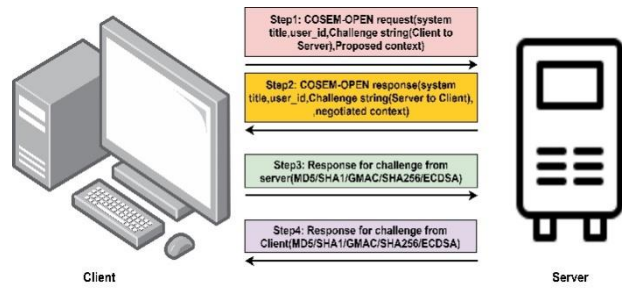 Step1: COSEM-OPEN request(system
title,user_id,Challenge string(Client to
Server),Proposed context)
Step2: COSEM-OPEN response(system
title,user_id,Challenge string(Server to Client),
,negotiated context)
Step3: Response for challenge from
server(MD5/SHA1/GMAC/SHA256/ECDSA)
Step4: Response for challenge from
Client(MD5/SHA1/GMAC/SHA256/ECDSA)
Client
Server